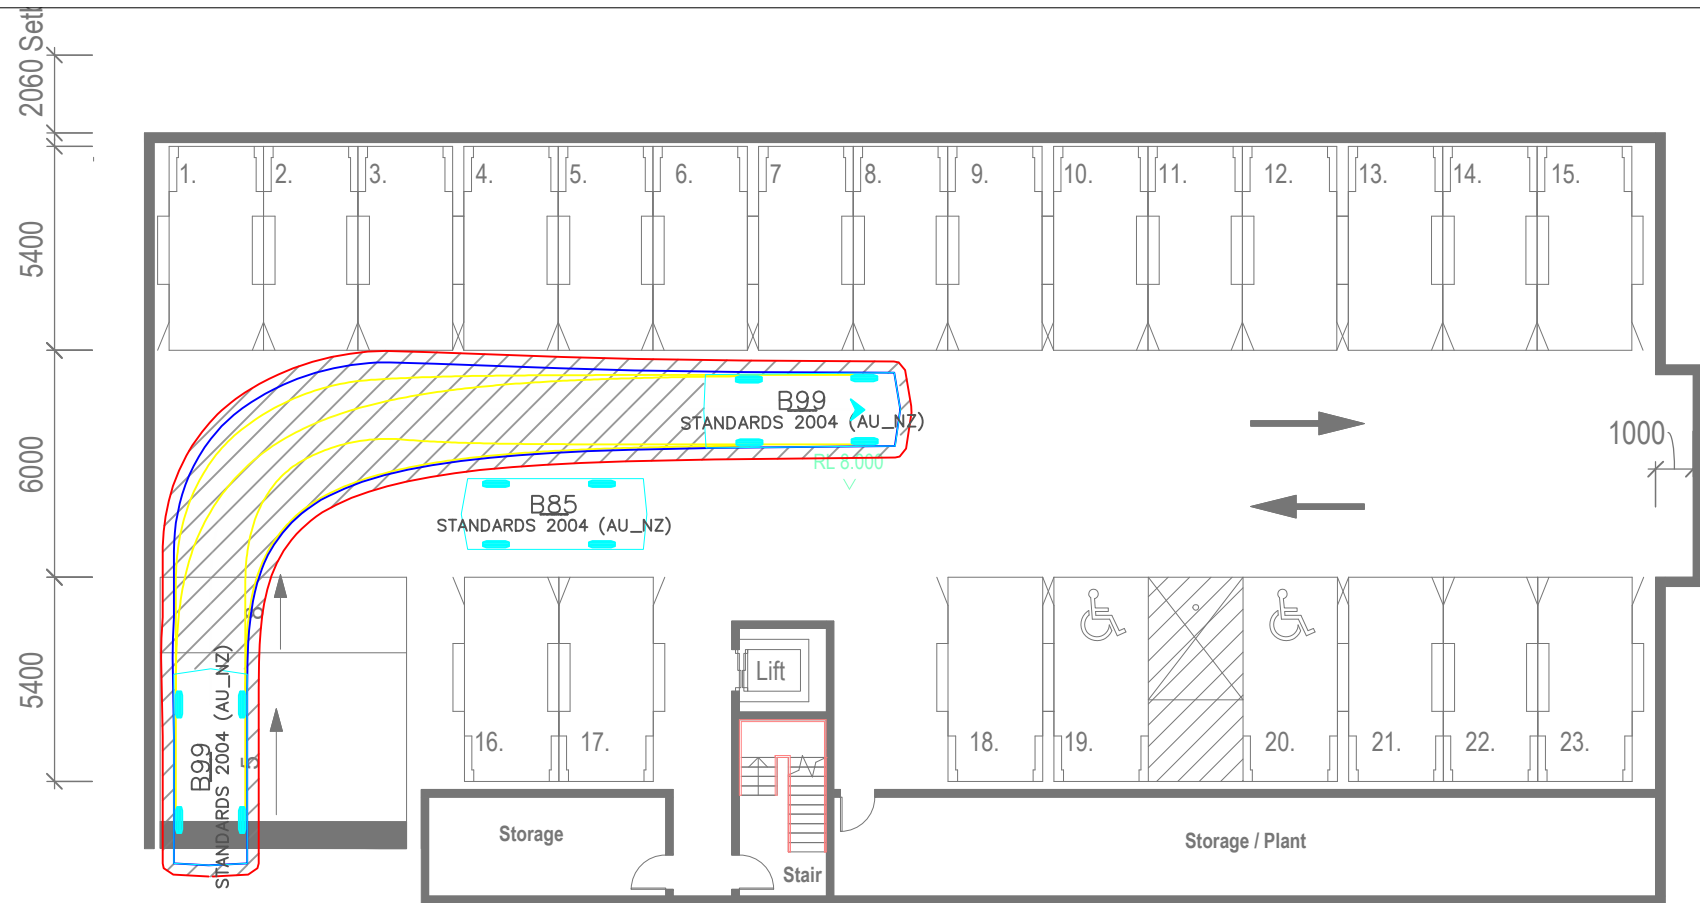 2060 Setb
1.
2.
3.
4.
5.
6.
7
8.
9.
10.
11.
12.
13.
14.
15.
5400
B99
STANDARDS 2004 (AU_NZ)
RL 8.000
6000
1000
B85
STANDARDS 2004 (AU_NZ)
5400
Lift
B99
STANDARDS 2004 (AU_NZ)
5
16.
17.
18.
19.
20.
21.
22.
23.
Storage
Stair
Storage / Plant